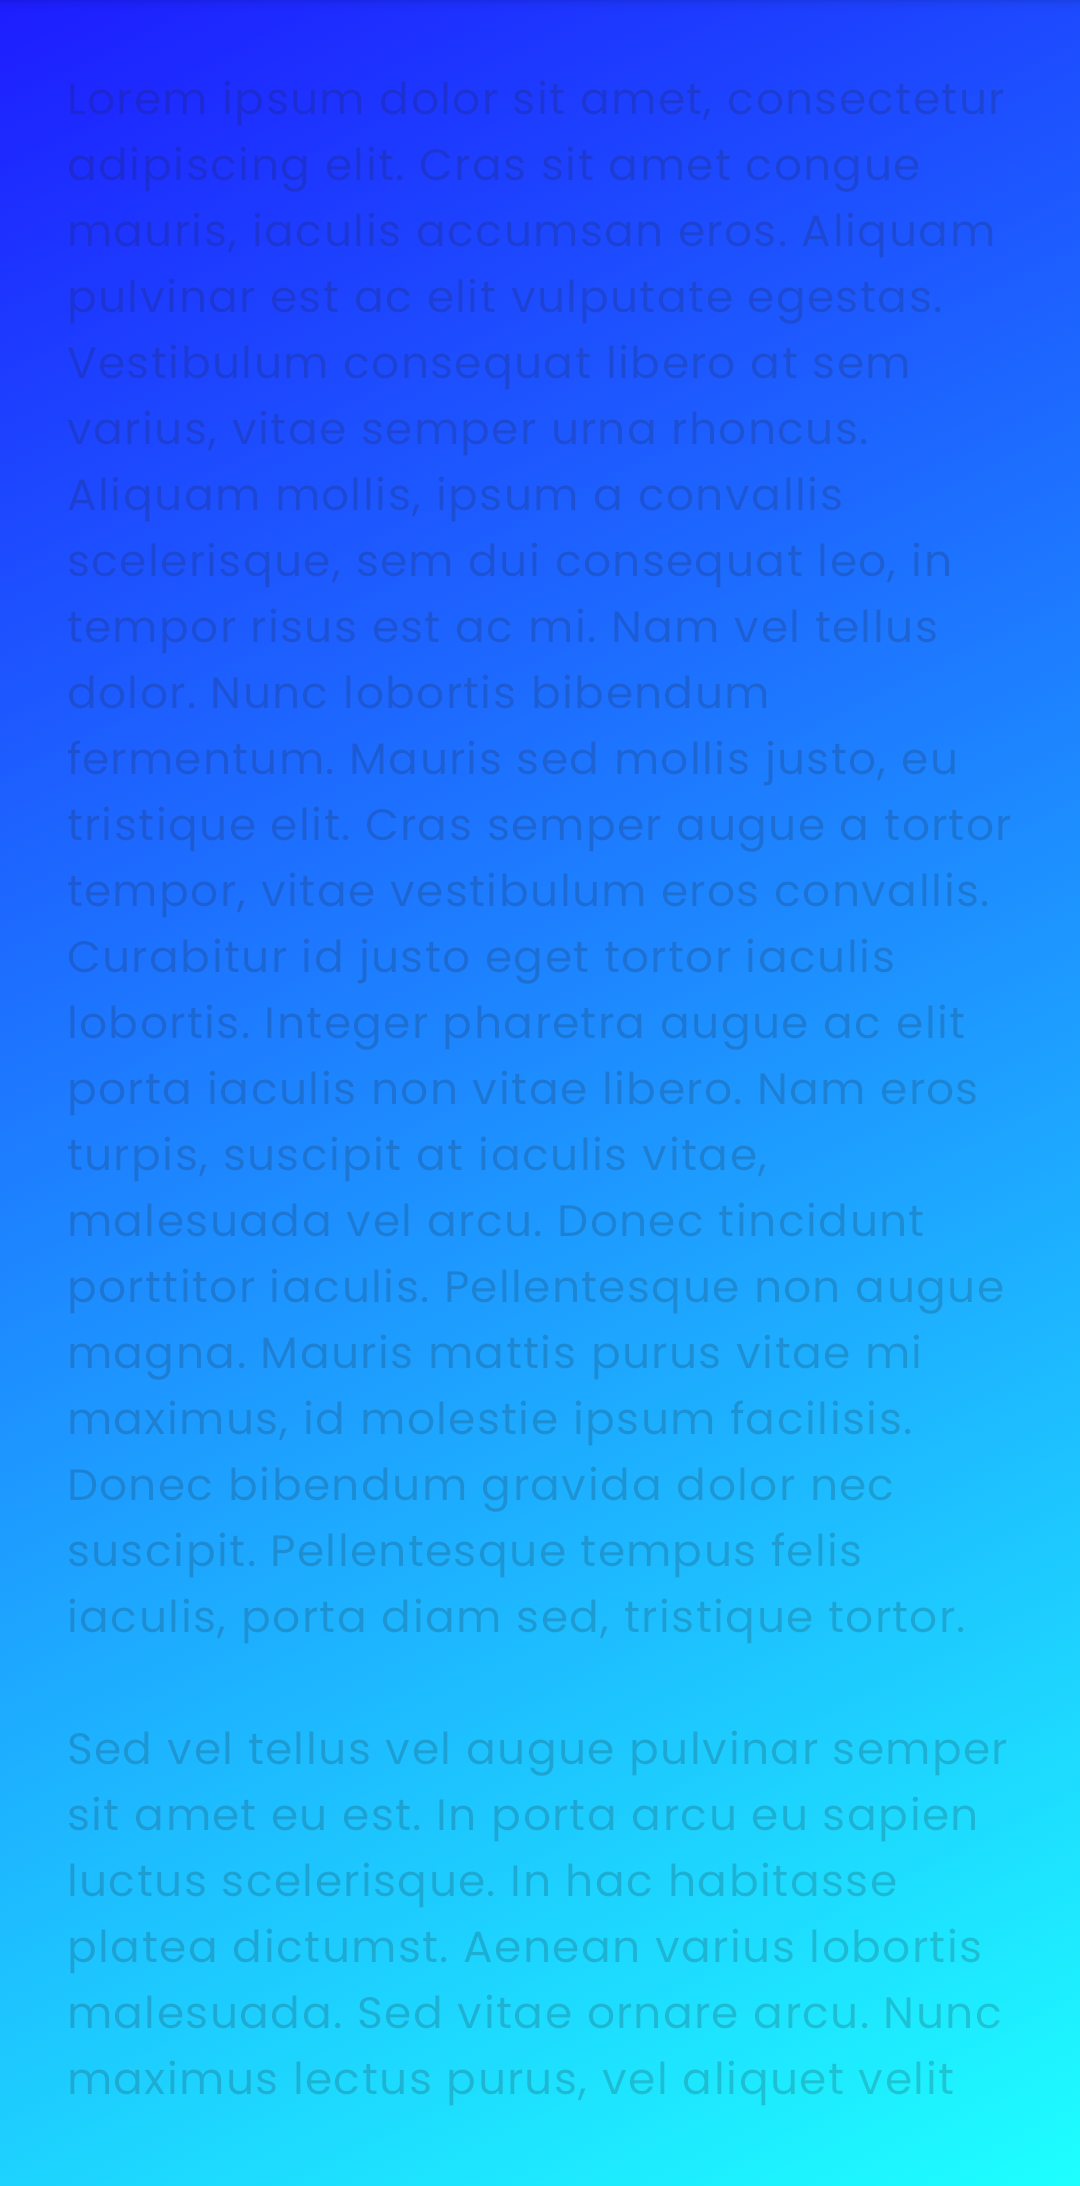 Lorem ipsum dolor sit amet, consectetur
adipiscing elit. Cras sit amet congue
mauris, iaculis accumsan eros. Aliquam
pulvinar est ac elit vulputate egestas.
Vestibulum consequat libero at sem
varius, vitae semper urna rhoncus.
Aliquam mollis, ipsum a convallis
scelerisque, sem dui consequat leo, in
tempor risus est ac mi. Nam vel tellus
dolor. Nunc lobortis bibendum
fermentum. Mauris sed mollis justo, eu
tristique elit. Cras semper augue a tortor
tempor, vitae vestibulum eros convallis.
Curabitur id justo eget tortor iaculis
lobortis. Integer pharetra augue ac elit
porta iaculis non vitae libero. Nam eros
turpis, suscipit at iaculis vitae,
malesuada vel arcu. Donec tincidunt
porttitor iaculis. Pellentesque non augue
magna. Mauris mattis purus vitae mi
maximus, id molestie ipsum facilisis.
Donec bibendum gravida dolor nec
suscipit. Pellentesque tempus felis
iaculis, porta diam sed, tristique tortor.
Sed vel tellus vel augue pulvinar semper
sit amet eu est. In porta arcu eu sapien
luctus scelerisque. In hac habitasse
platea dictumst. Aenean varius lobortis
malesuada. Sed vitae ornare arcu. Nunc
maximus lectus purus, vel aliquet velit